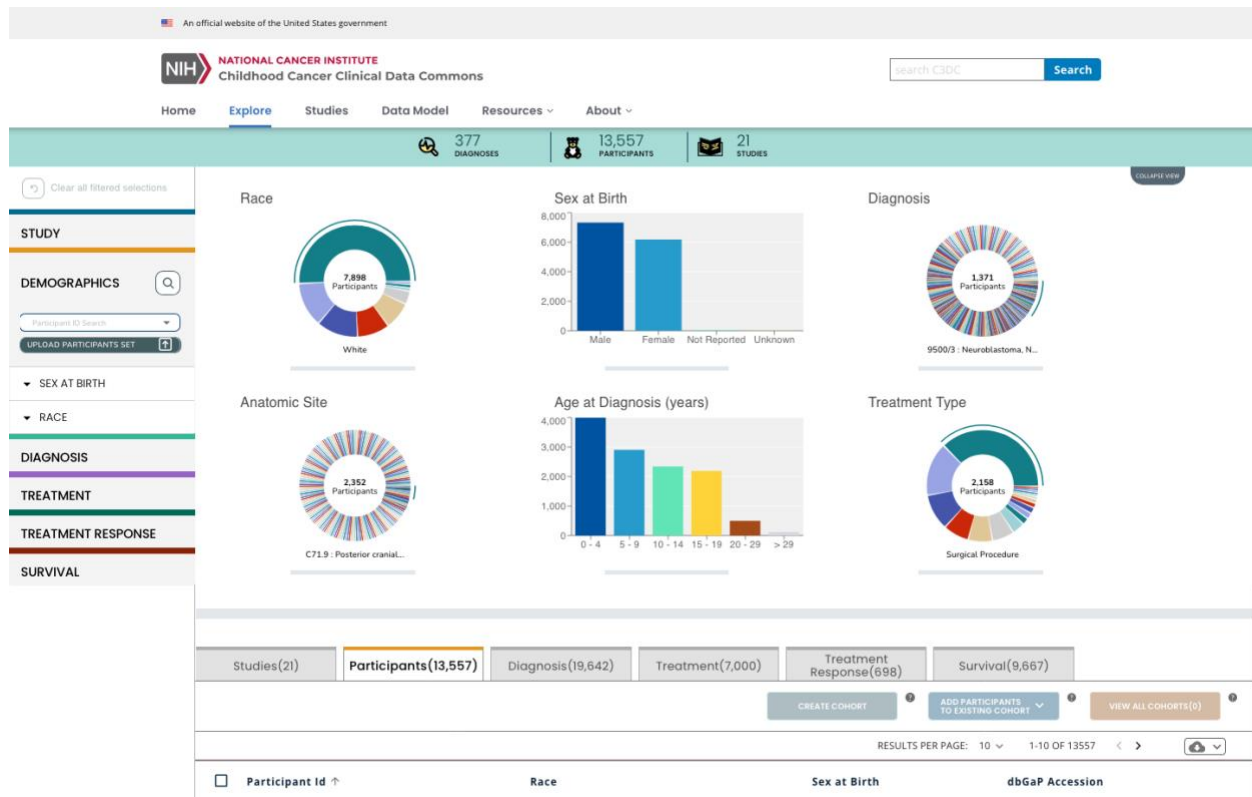 An official website of the United States government
NIH
NATIONAL CANCER INSTITUTE
Childhood Cancer Clinical Data Commons
search C3DC
Search
Home Explore Studies Data Model Resources About
377
DIAGNOSES
13,557
PARTICIPANTS
21
STUDIES
Clear all filtered selections
COLLAPSE VIEW
STUDY
DEMOGRAPHICS
Participant ID Search
UPLOAD PARTICIPANTS SET
SEX AT BIRTH
RACE
DIAGNOSIS
TREATMENT
TREATMENT RESPONSE
SURVIVAL
Race
7,898
Participants
White
Sex at Birth
8,000
6,000
4,000
2,000
0
Male Female Not Reported Unknown
Diagnosis
1,371
Participants
9500/3 : Neuroblastoma, N...
Anatomic Site
2,352
Participants
C71.9 : Posterior cranial...
Age at Diagnosis (years)
4,000
3,000
2,000
1,000
0
0 - 4 5 - 9 10 - 14 15 - 19 20 - 29 > 29
Treatment Type
2,158
Participants
Surgical Procedure
Studies(21)
Participants(13,557)
Diagnosis(19,642)
Treatment(7,000)
Treatment
Response(698)
Survival(9,667)
CREATE COHORT
?
ADD PARTICIPANTS
TO EXISTING COHORT
?
VIEW ALL COHORTS(0)
?
RESULTS PER PAGE: 10 1-10 OF 13557
Participant Id Race Sex at Birth dbGaP Accession